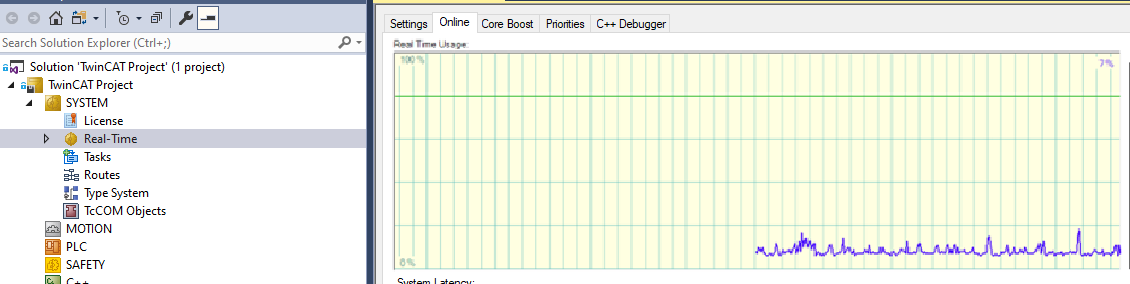 Settings Online Core Boost Priorities C++ Debugger
Search Solution Explorer (Ctrl+;)
Real Time Usage:
Solution 'TwinCAT Project' (1 project)
TwinCAT Project
SYSTEM
License
Real-Time
Tasks
Routes
Type System
TcCOM Objects
MOTION
PLC
SAFETY
C++
100%
7%
0%
System Latency: